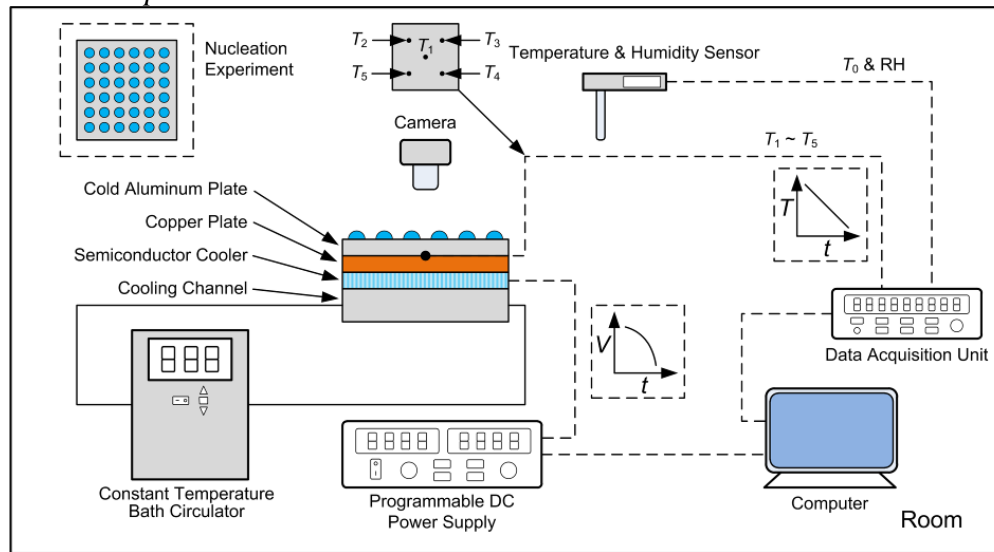 Nucleation
Experiment
T2
T1
T3
T5
T4
Temperature & Humidity Sensor
T0 & RH
Camera
T1 ~ T5
Cold Aluminum Plate
Copper Plate
Semiconductor Cooler
Cooling Channel
T
t
V
t
Data Acquisition Unit
Constant Temperature
Bath Circulator
Programmable DC
Power Supply
Computer
Room